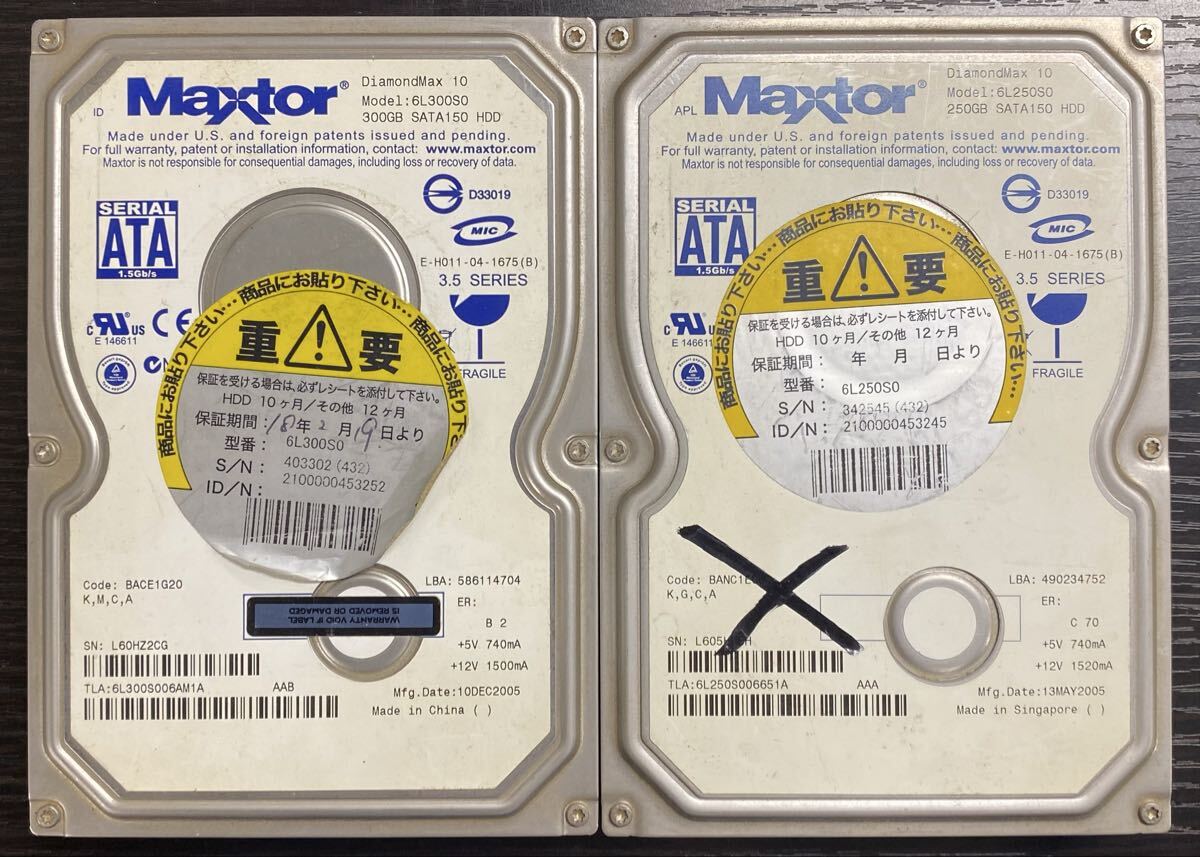 ID
Maxtor®
DiamondMax 10
Model:6L300S0
300GB SATA150 HDD
Made under U.S. and foreign patents issued and pending.
For full warranty, patent or installation information, contact: www.maxtor.com
Maxtor is not responsible for consequential damages, including loss or recovery of data.
SERIAL
ATA
1.5Gb/s
D33019
MIC
E-H011-04-1675(B)
3.5 SERIES
C UL US CE
E 146611
N
FRAGILE
商品にお貼り下さい…商品にお貼り下さい…商品にお貼り下さい
重要
保証を受ける場合は、必ずレシートを添付して下さい。
HDD 10ヶ月/その他 12ヶ月
保証期間:18年2月19日より
型番: 6L300S0
S/N: 403302 (432)
ID/N: 2100000453252
Code: BACE1G20
K,M,C,A
LBA: 586114704
ER:
WARRANTY VOID IF LABEL
IS REMOVED OR DAMAGED
B 2
SN: L60HZ2CG
+5V 740mA
+12V 1500mA
TLA:6L300S006AM1A AAB
Mfg.Date:10DEC2005
Made in China ( )
APL
Maxtor®
DiamondMax 10
Model:6L250S0
250GB SATA150 HDD
Made under U.S. and foreign patents issued and pending.
For full warranty, patent or installation information, contact: www.maxtor.com
Maxtor is not responsible for consequential damages, including loss or recovery of data.
SERIAL
ATA
1.5Gb/s
D33019
MIC
E-H011-04-1675(B)
3.5 SERIES
C UL
E 146611
FRAGILE
商品にお貼り下さい…商品にお貼り下さい…商品にお貼り下さい…
重要
保証を受ける場合は、必ずレシートを添付して下さい。
HDD 10ヶ月/その他 12ヶ月
保証期間: 年 月 日より
型番: 6L250S0
S/N: 342545 (432)
ID/N: 2100000453245
Code:
K,G,C,A
LBA: 490234752
ER:
C 70
SN:
+5V 740mA
+12V 1520mA
TLA:6L250S006651A AAA
Mfg.Date:13MAY2005
Made in Singapore ( )